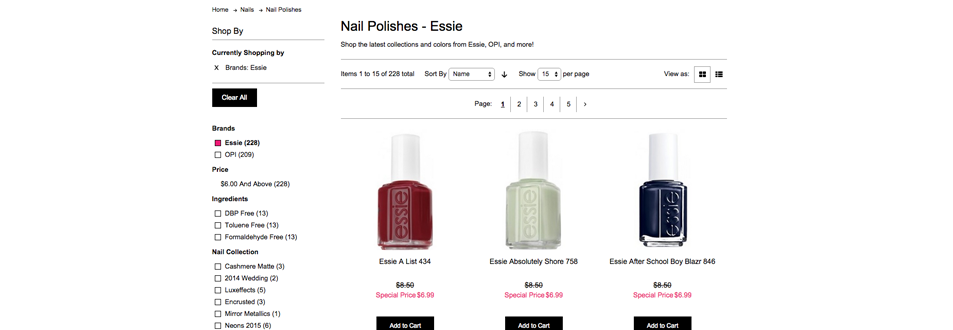 Home → Nails → Nail Polishes
Shop By
Currently Shopping by
X Brands: Essie
Clear All
Brands
Essie (228)
OPI (209)
Price
$6.00 And Above (228)
Ingredients
DBP Free (13)
Toluene Free (13)
Formaldehyde Free (13)
Nail Collection
Cashmere Matte (3)
2014 Wedding (2)
Luxeffects (5)
Encrusted (3)
Mirror Metallics (1)
Neons 2015 (6)
Nail Polishes - Essie
Shop the latest collections and colors from Essie, OPI, and more!
Items 1 to 15 of 228 total Sort By Name ↓ Show 15 per page View as:
Page: 1 2 3 4 5 ›
essie essie essie
Essie A List 434 Essie Absolutely Shore 758 Essie After School Boy Blazr 846
$8.50 $8.50 $8.50
Special Price $6.99 Special Price $6.99 Special Price $6.99
Add to Cart Add to Cart Add to Cart